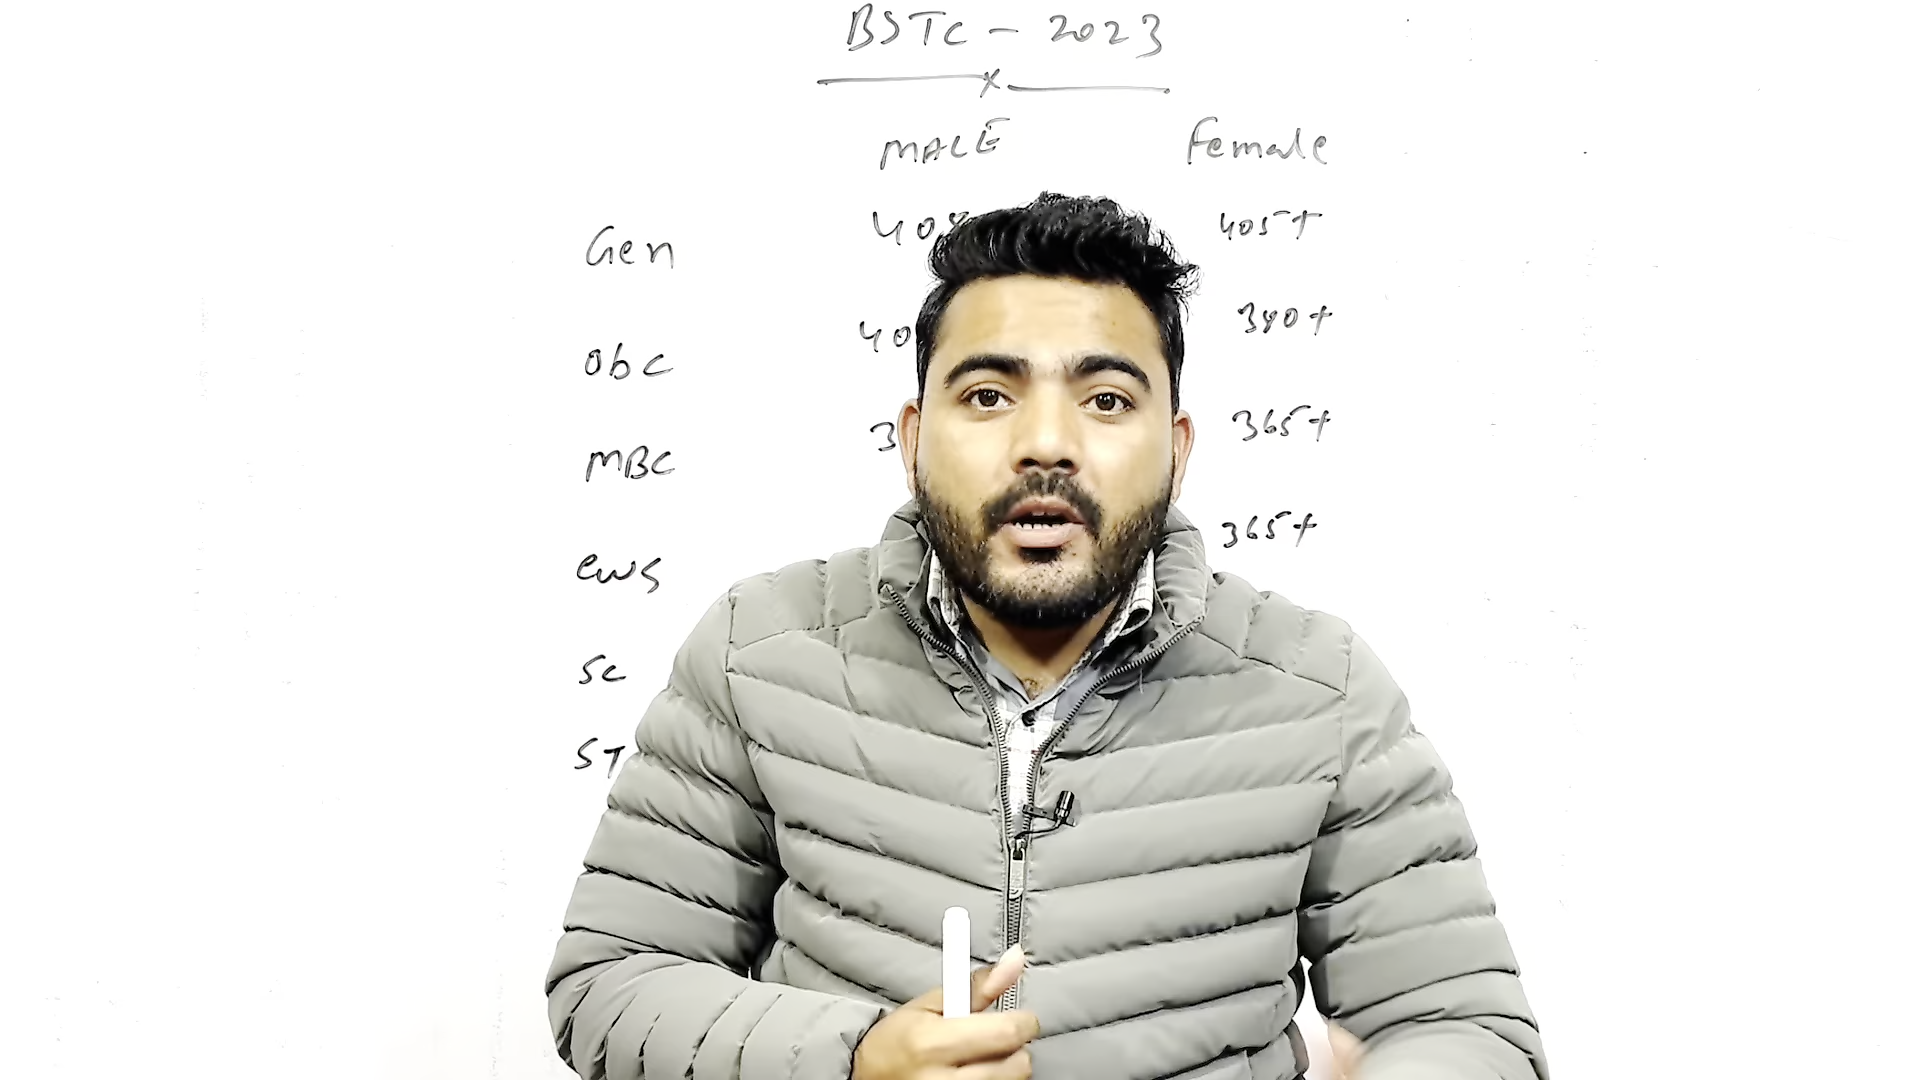 BSTC - 2023
MALE Female
Gen 405+
Obc 390+
MBC 365+
ews 365+
SC
ST